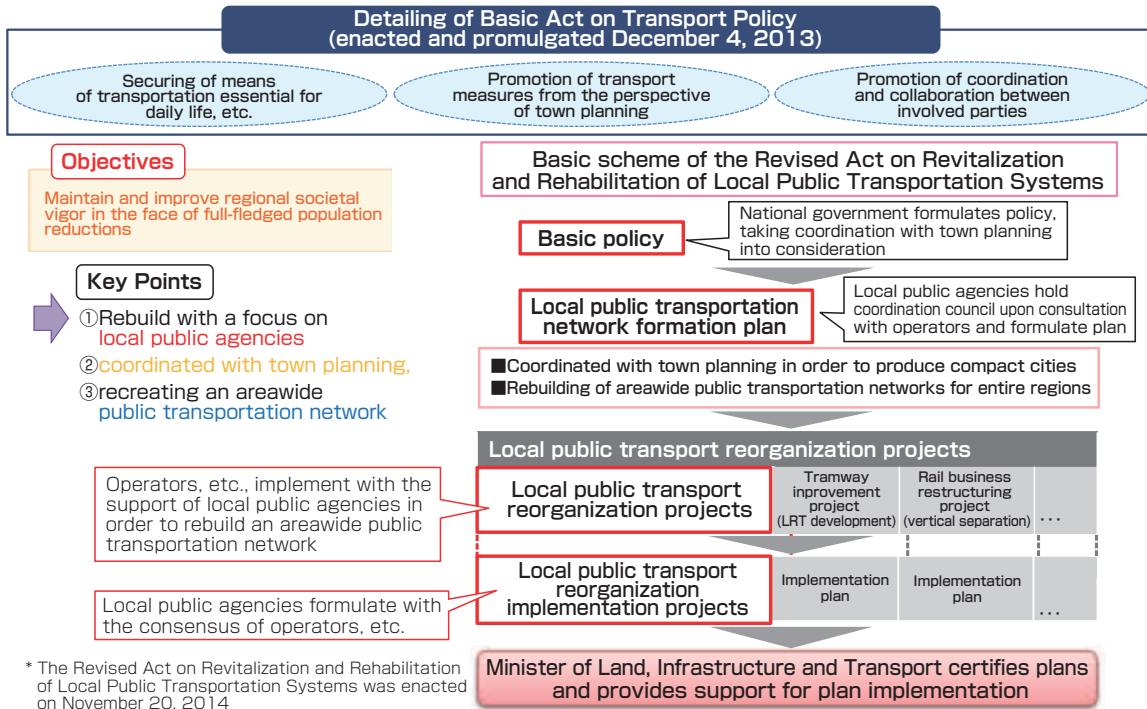 Detailing of Basic Act on Transport Policy
(enacted and promulgated December 4, 2013)
Securing of means
of transportation essential for
daily life, etc.
Promotion of transport
measures from the perspective
of town planning
Promotion of coordination
and collaboration between
involved parties
Objectives
Maintain and improve regional societal
vigor in the face of full-fledged population
reductions
Key Points
①Rebuild with a focus on
local public agencies
②coordinated with town planning,
③recreating an areawide
public transportation network
Basic scheme of the Revised Act on Revitalization
and Rehabilitation of Local Public Transportation Systems
Basic policy
National government formulates policy,
taking coordination with town planning
into consideration
Local public transportation
network formation plan
Local public agencies hold
coordination council upon consultation
with operators and formulate plan
■Coordinated with town planning in order to produce compact cities
■Rebuilding of areawide public transportation networks for entire regions
Local public transport reorganization projects
Operators, etc., implement with the
support of local public agencies in
order to rebuild an areawide public
transportation network
Local public transport
reorganization projects
Tramway
inprovement
project
(LRT development)
Rail business
restructuring
project
(vertical separation)
...
Local public agencies formulate with
the consensus of operators, etc.
Local public transport
reorganization
implementation projects
Implementation
plan
Implementation
plan
...
Minister of Land, Infrastructure and Transport certifies plans
and provides support for plan implementation
* The Revised Act on Revitalization and Rehabilitation
of Local Public Transportation Systems was enacted
on November 20, 2014